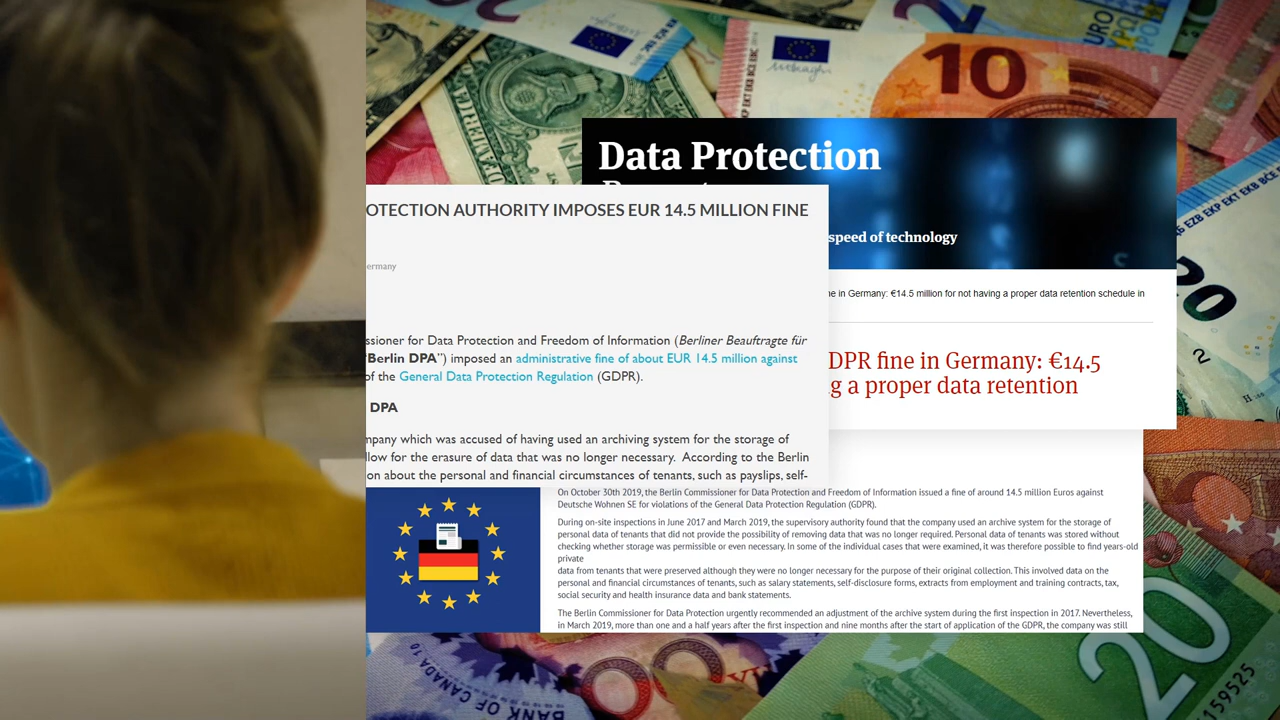 10
BCE ECB
EURO
Data Protection
speed of technology
OTECTION AUTHORITY IMPOSES EUR 14.5 MILLION FINE
ermany
ne in Germany: €14.5 million for not having a proper data retention schedule in
DPR fine in Germany: €14.5
g a proper data retention
ssioner for Data Protection and Freedom of Information (Berliner Beauftragte für
"Berlin DPA") imposed an administrative fine of about EUR 14.5 million against
of the General Data Protection Regulation (GDPR).
DPA
mpany which was accused of having used an archiving system for the storage of
llow for the erasure of data that was no longer necessary. According to the Berlin
on about the personal and financial circumstances of tenants, such as payslips, self-
On October 30th 2019, the Berlin Commissioner for Data Protection and Freedom of Information issued a fine of around 14.5 million Euros against
Deutsche Wohnen SE for violations of the General Data Protection Regulation (GDPR).
During on-site inspections in June 2017 and March 2019, the supervisory authority found that the company used an archive system for the storage of
personal data of tenants that did not provide the possibility of removing data that was no longer required. Personal data of tenants was stored without
checking whether storage was permissible or even necessary. In some of the individual cases that were examined, it was therefore possible to find years-old
private
data from tenants that were preserved although they were no longer necessary for the purpose of their original collection. This involved data on the
personal and financial circumstances of tenants, such as salary statements, self-disclosure forms, extracts from employment and training contracts, tax,
social security and health insurance data and bank statements.
The Berlin Commissioner for Data Protection urgently recommended an adjustment of the archive system during the first inspection in 2017. Nevertheless,
in March 2019, more than one and a half years after the first inspection and nine months after the start of application of the GDPR, the company was still
20
20
BANK OF CANADA
159525